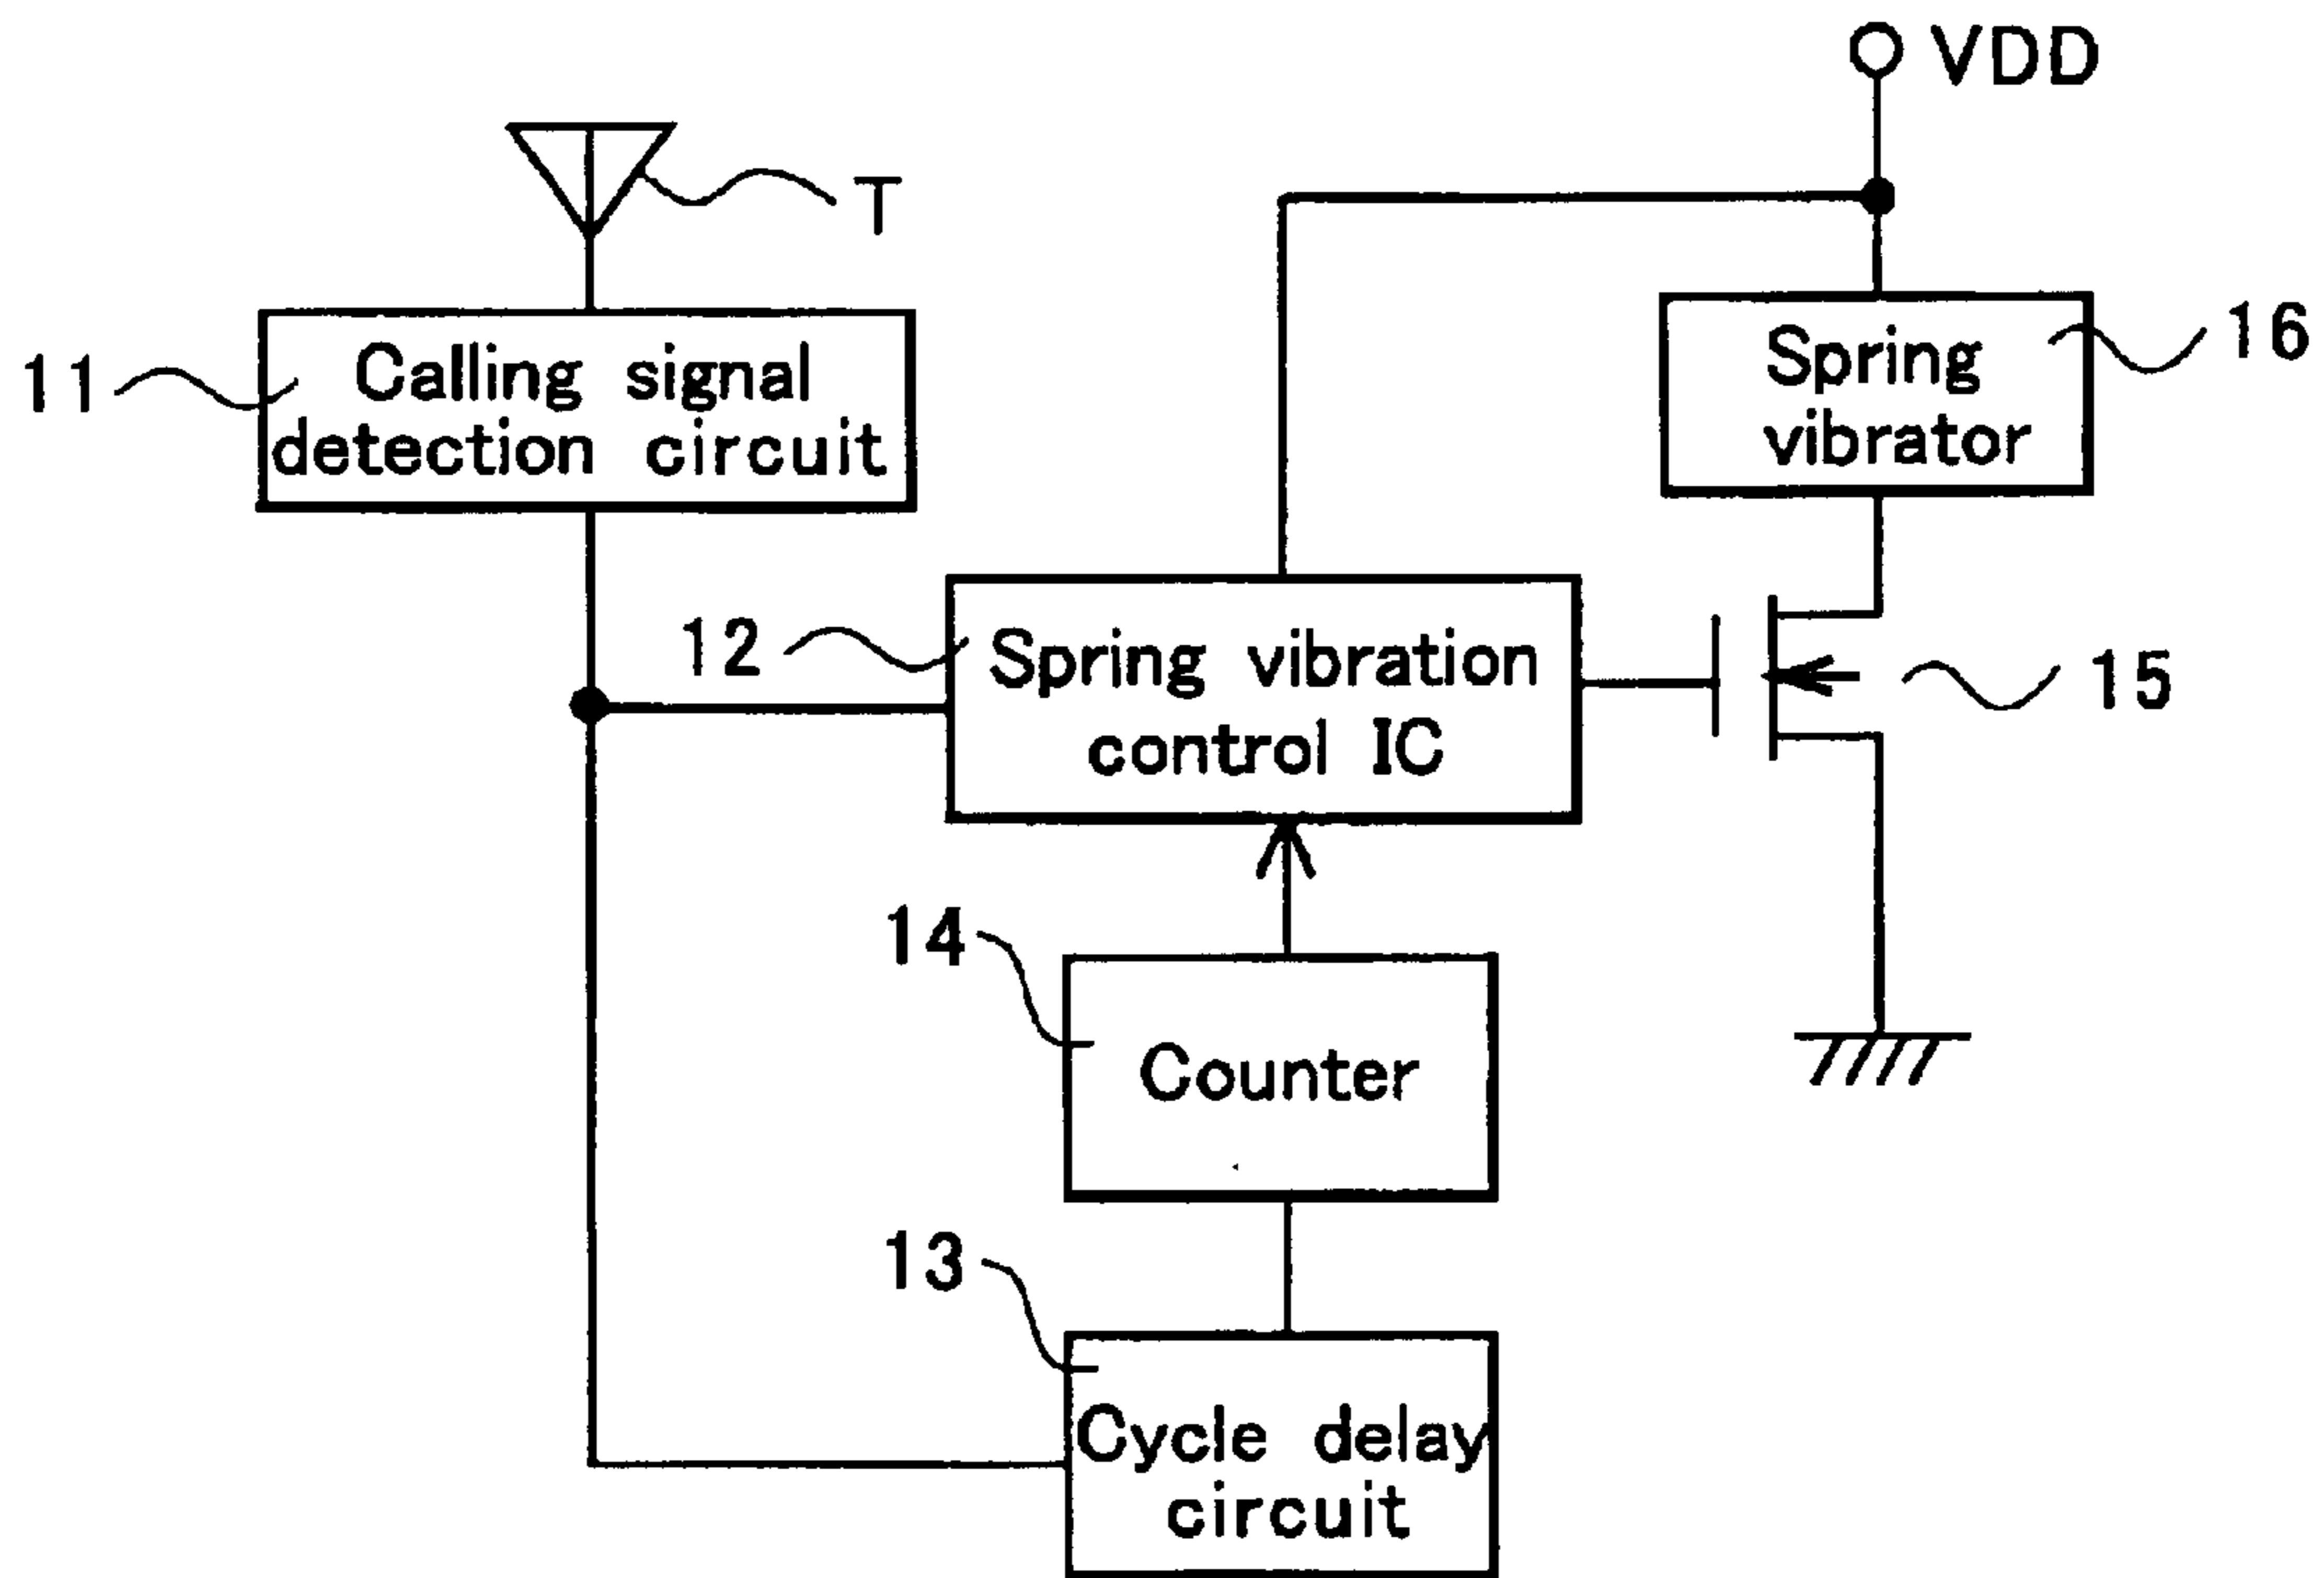 VDD
T
11
Calling signal
detection circuit
16
Spring
vibrator
12
Spring vibration
control IC
15
14
Counter
13
Cycle delay
circuit